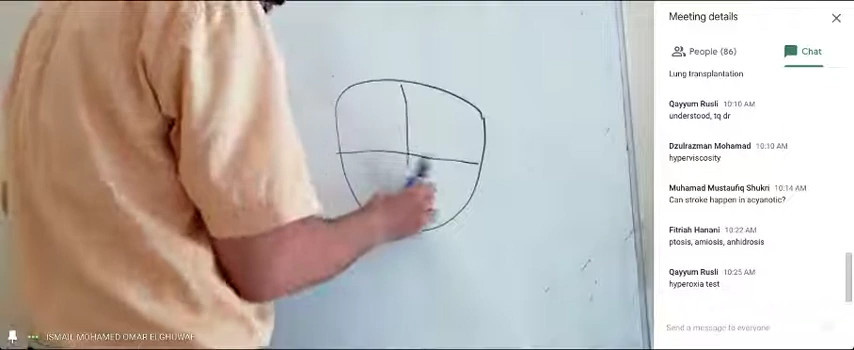 Meeting details
People (86)
Chat
Lung transplantation
Qayyum Rusli 10:10 AM
understood, tq dr
Dzulrazman Mohamad 10:10 AM
hyperviscosity
Muhamad Mustaufiq Shukri 10:14 AM
Can stroke happen in acyanotic?
Fitriah Hanani 10:22 AM
ptosis, amiosis, anhidrosis
Qayyum Rusli 10:25 AM
hyperoxia test
Send a message to everyone
ISMAIL MOHAMED OMAR ELGHUWAE